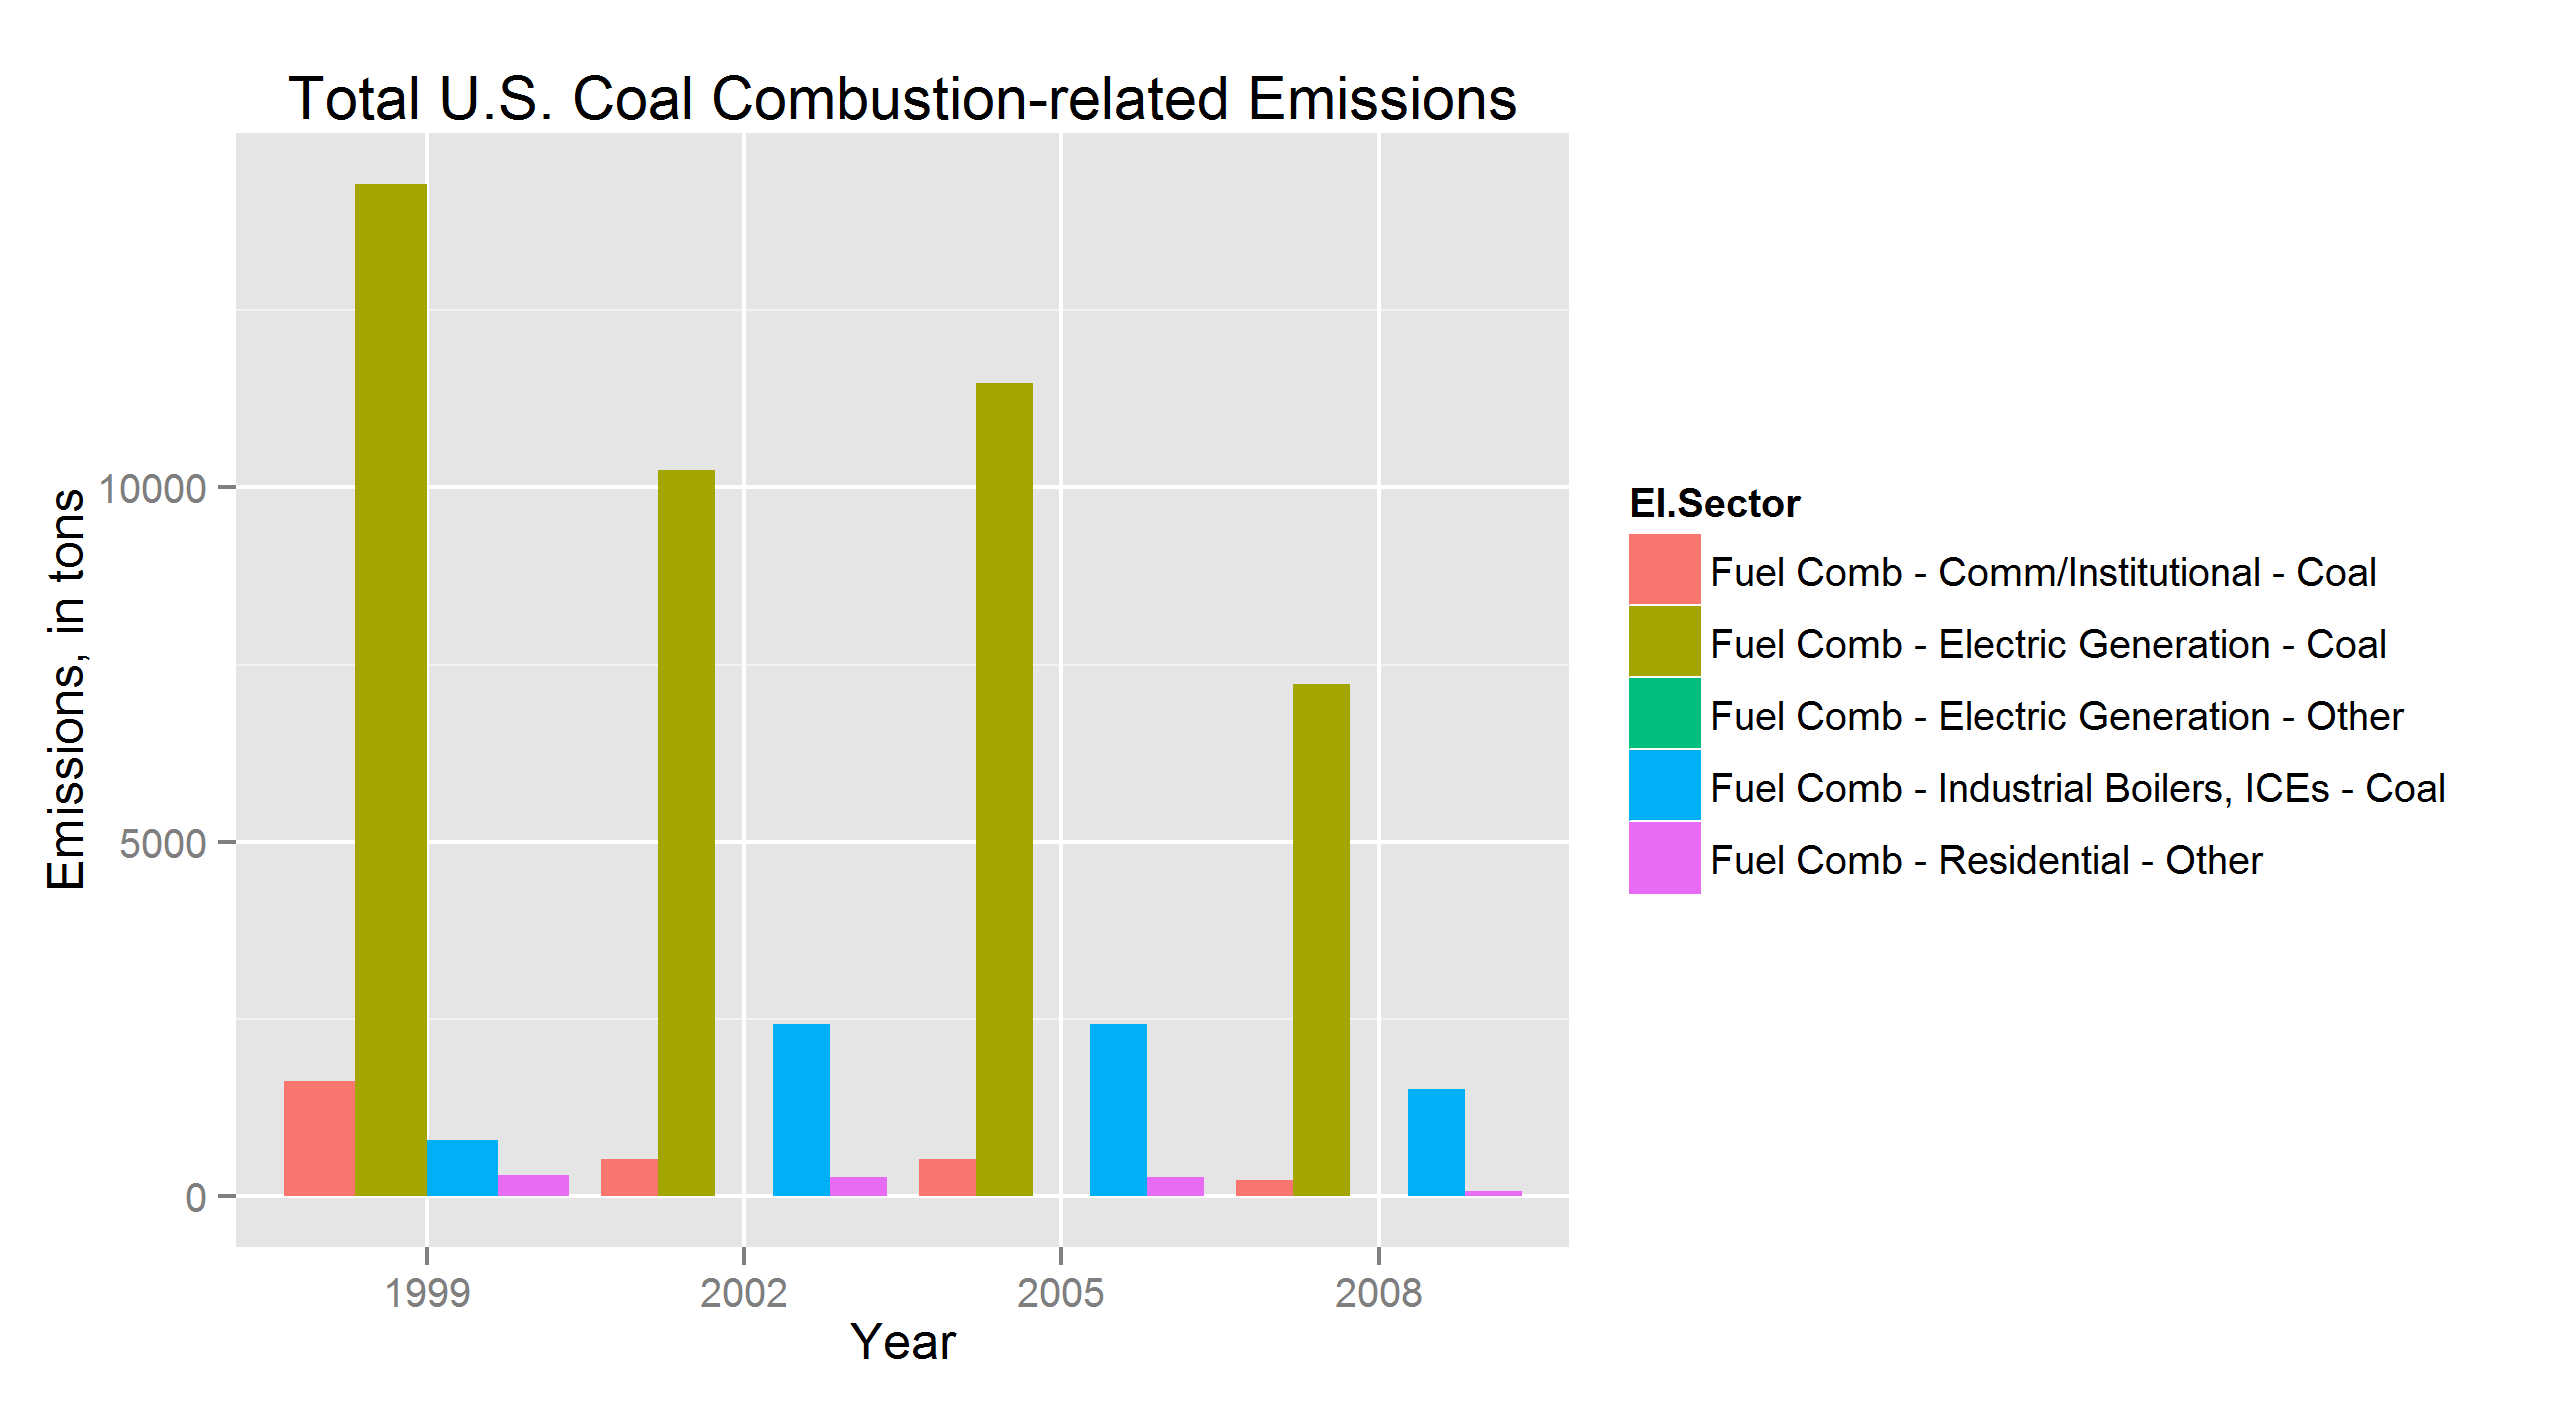 Total U.S. Coal Combustion-related Emissions
Emissions, in tons
10000
5000
0
1999 2002 2005 2008
Year
EI.Sector
Fuel Comb - Comm/Institutional - Coal
Fuel Comb - Electric Generation - Coal
Fuel Comb - Electric Generation - Other
Fuel Comb - Industrial Boilers, ICEs - Coal
Fuel Comb - Residential - Other